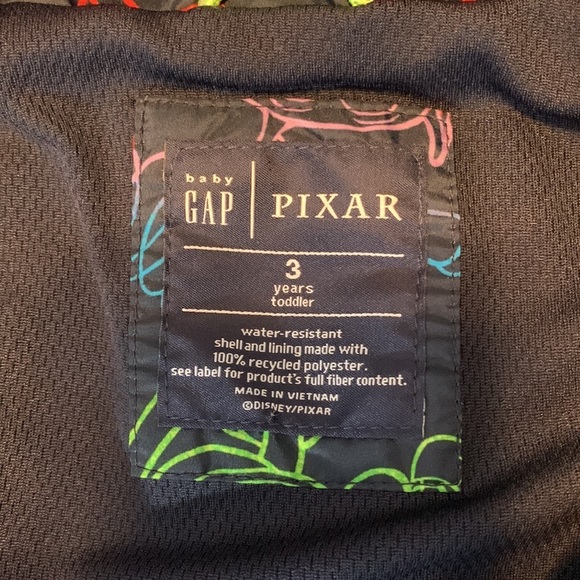 baby
GAP | PIXAR
3
years
toddler
water-resistant
shell and lining made with
100% recycled polyester.
see label for product's full fiber content.
MADE IN VIETNAM
©DISNEY/PIXAR